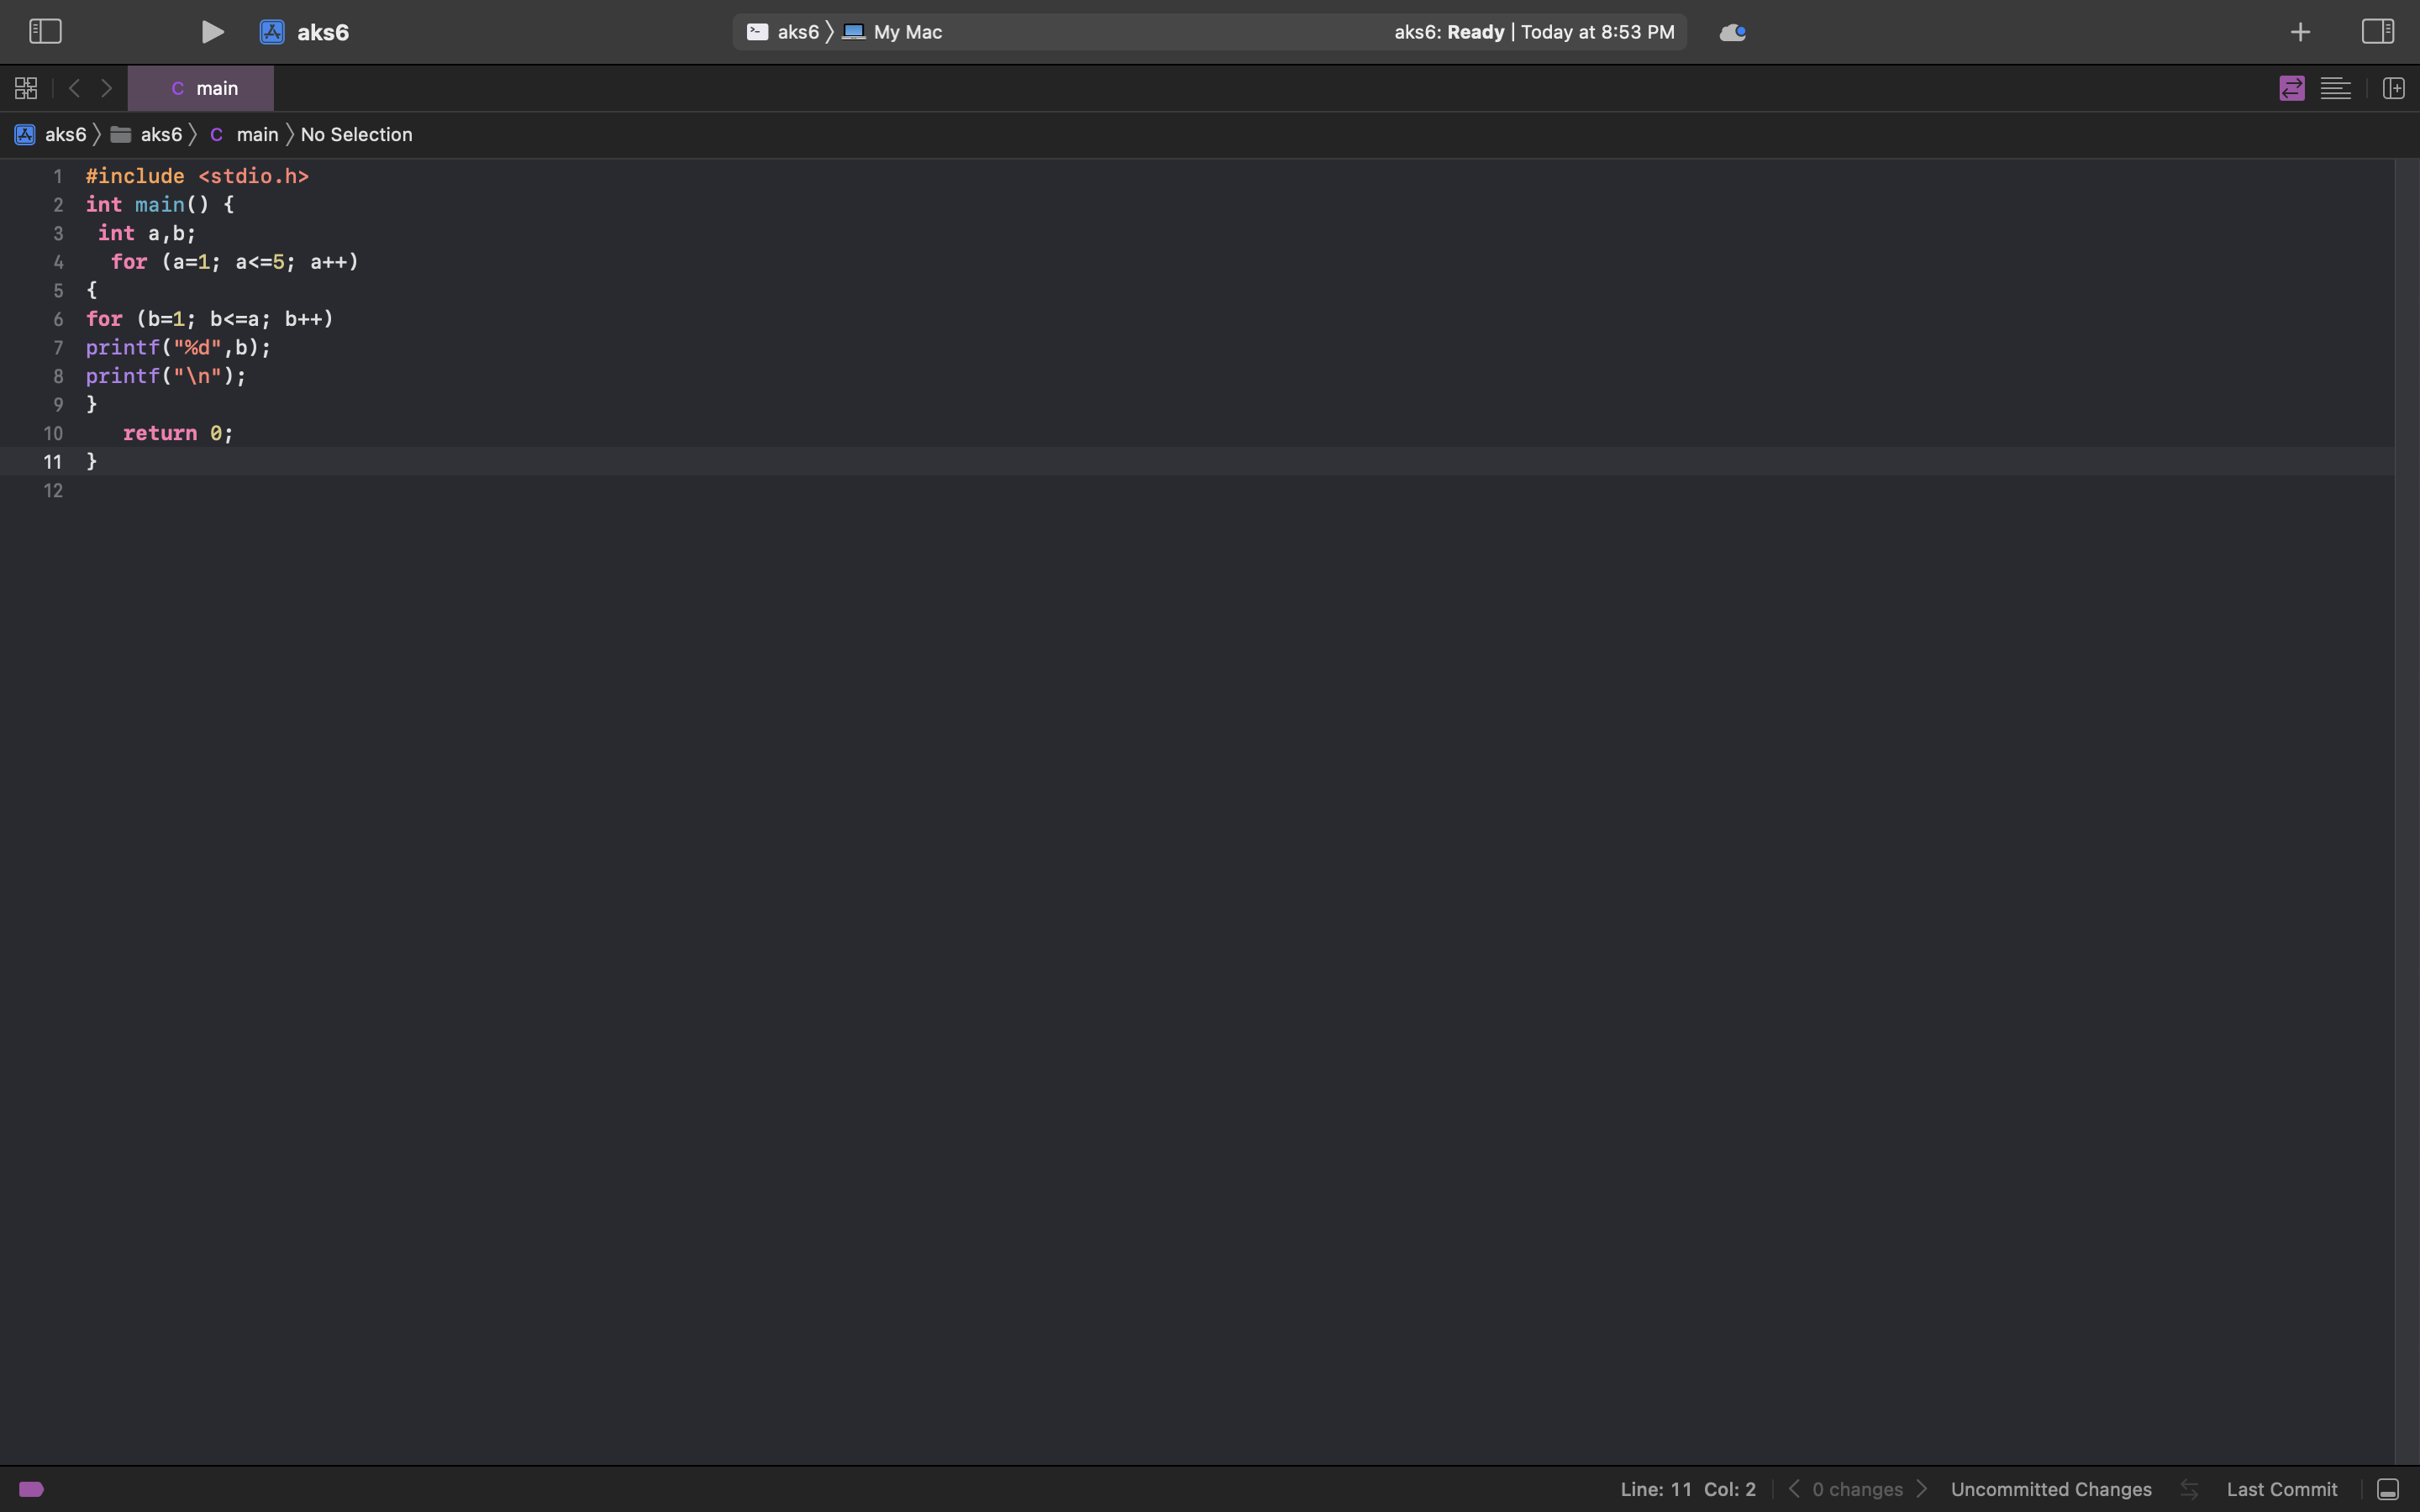 aks6
aks6 My Mac aks6: Ready | Today at 8:53 PM
C main
aks6 aks6 C main No Selection
1 #include <stdio.h>
2 int main() {
3  int a,b;
4   for (a=1; a<=5; a++)
5 {
6 for (b=1; b<=a; b++)
7 printf("%d",b);
8 printf("\n");
9 }
10    return 0;
11 }
12
Line: 11 Col: 2 0 changes Uncommitted Changes Last Commit